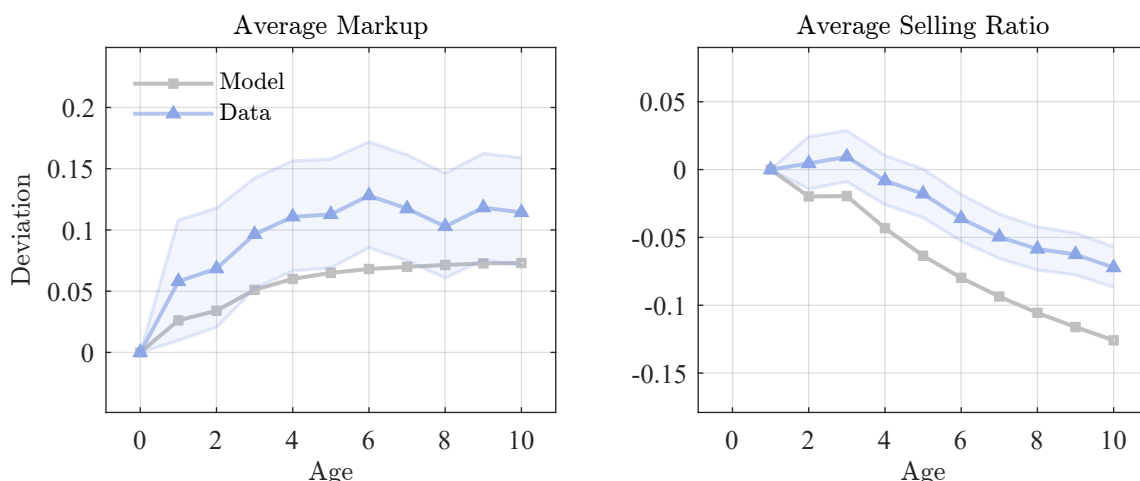 Average Markup
Model
Data
0.2
0.15
0.1
0.05
0
Deviation
0 2 4 6 8 10
Age
Average Selling Ratio
0.05
0
-0.05
-0.1
-0.15
0 2 4 6 8 10
Age